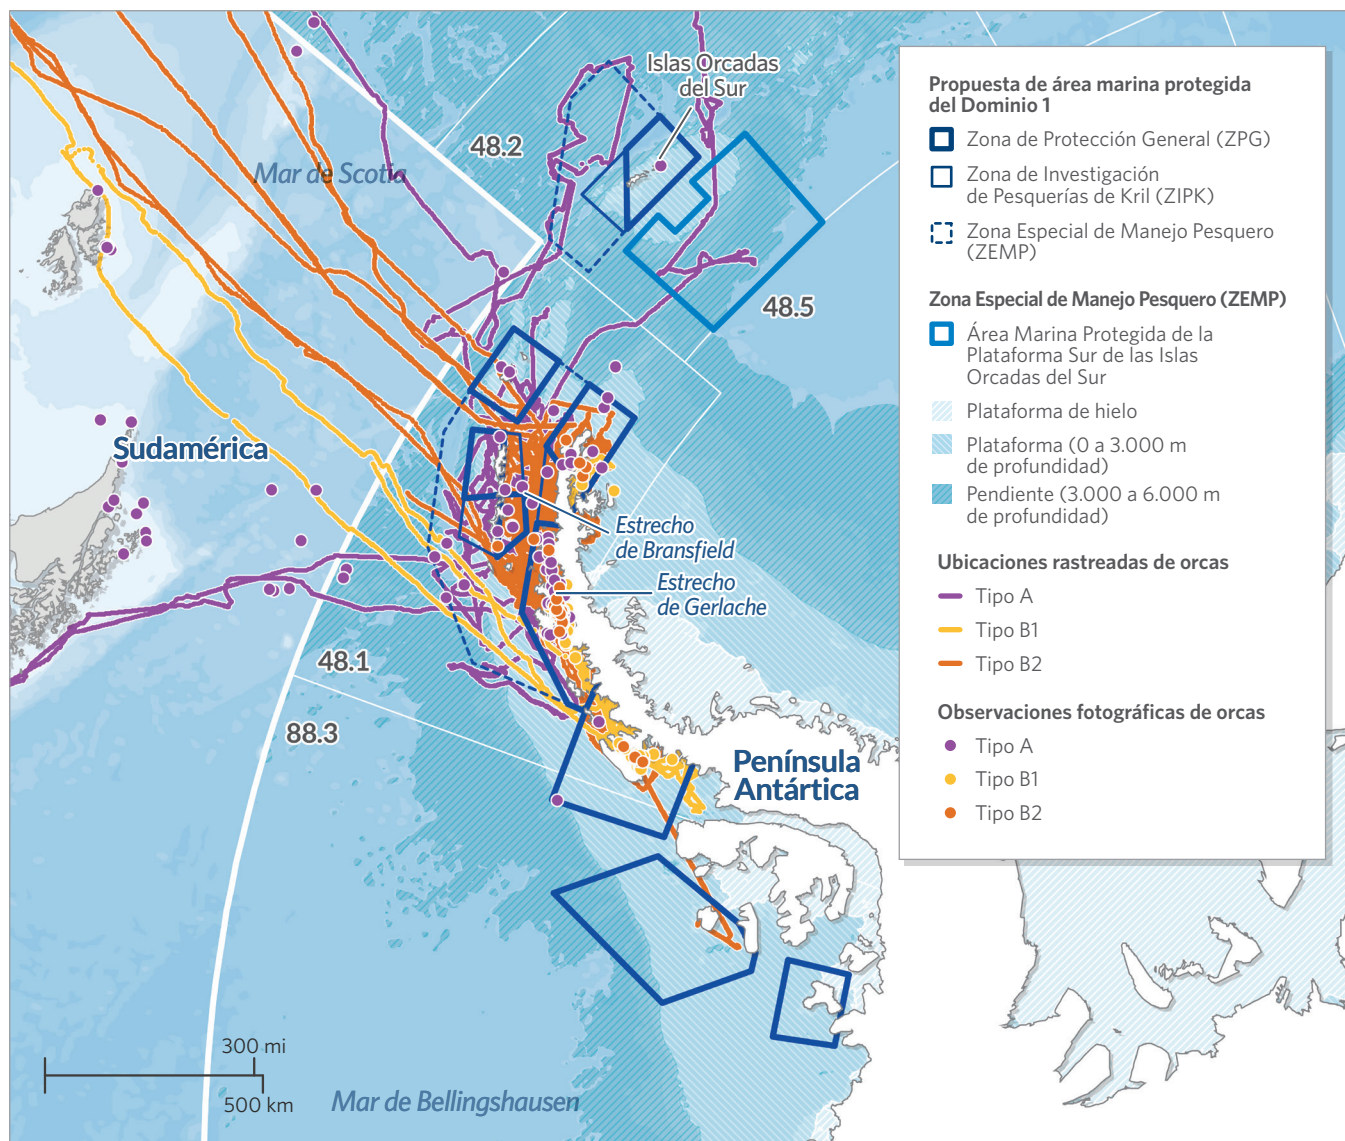 Islas Orcadas
del Sur
48.2
Mar de Scotia
48.5
Sudamérica
Estrecho
de Bransfield
Estrecho
de Gerlache
48.1
88.3
Península
Antártica
300 mi
500 km
Mar de Bellingshausen
Propuesta de área marina protegida
del Dominio 1
Zona de Protección General (ZPG)
Zona de Investigación
de Pesquerías de Kril (ZIPK)
Zona Especial de Manejo Pesquero
(ZEMP)
Zona Especial de Manejo Pesquero (ZEMP)
Área Marina Protegida de la
Plataforma Sur de las Islas
Orcadas del Sur
Plataforma de hielo
Plataforma (0 a 3.000 m
de profundidad)
Pendiente (3.000 a 6.000 m
de profundidad)
Ubicaciones rastreadas de orcas
Tipo A
Tipo B1
Tipo B2
Observaciones fotográficas de orcas
Tipo A
Tipo B1
Tipo B2